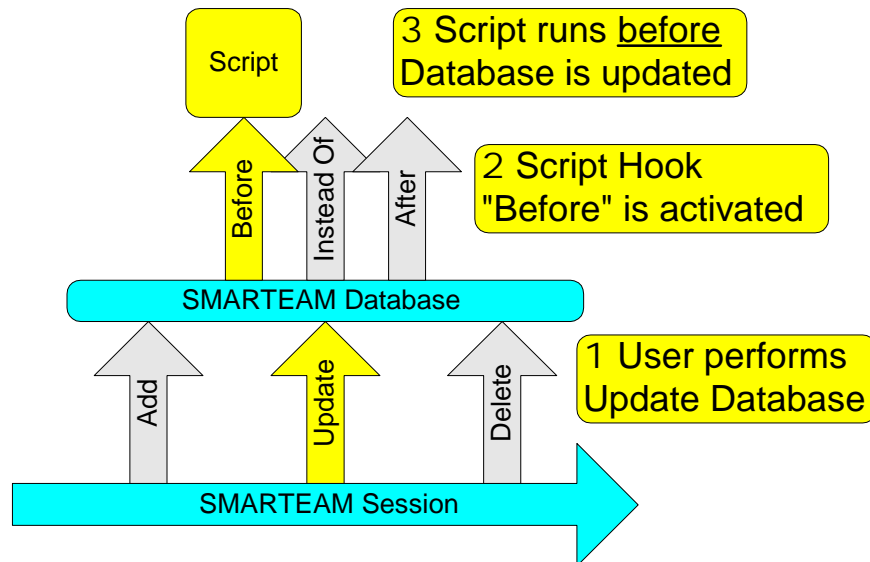 Script
3 Script runs before
Database is updated
Before
Instead Of
After
2 Script Hook
"Before" is activated
SMARTEAM Database
Add
Update
Delete
1 User performs
Update Database
SMARTEAM Session